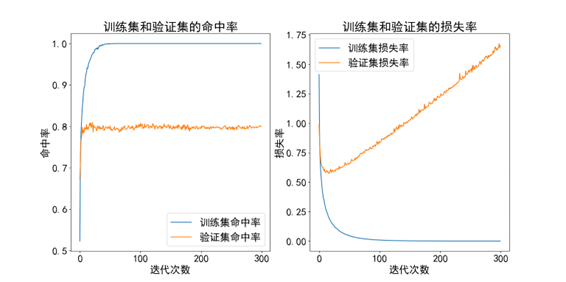 训练集和验证集的命中率
命中率
1.0
0.9
0.8
0.7
0.6
0.5
0
100
200
300
迭代次数
训练集命中率
验证集命中率
训练集和验证集的损失率
损失率
1.75
1.50
1.25
1.00
0.75
0.50
0.25
0.00
0
100
200
300
迭代次数
训练集损失率
验证集损失率